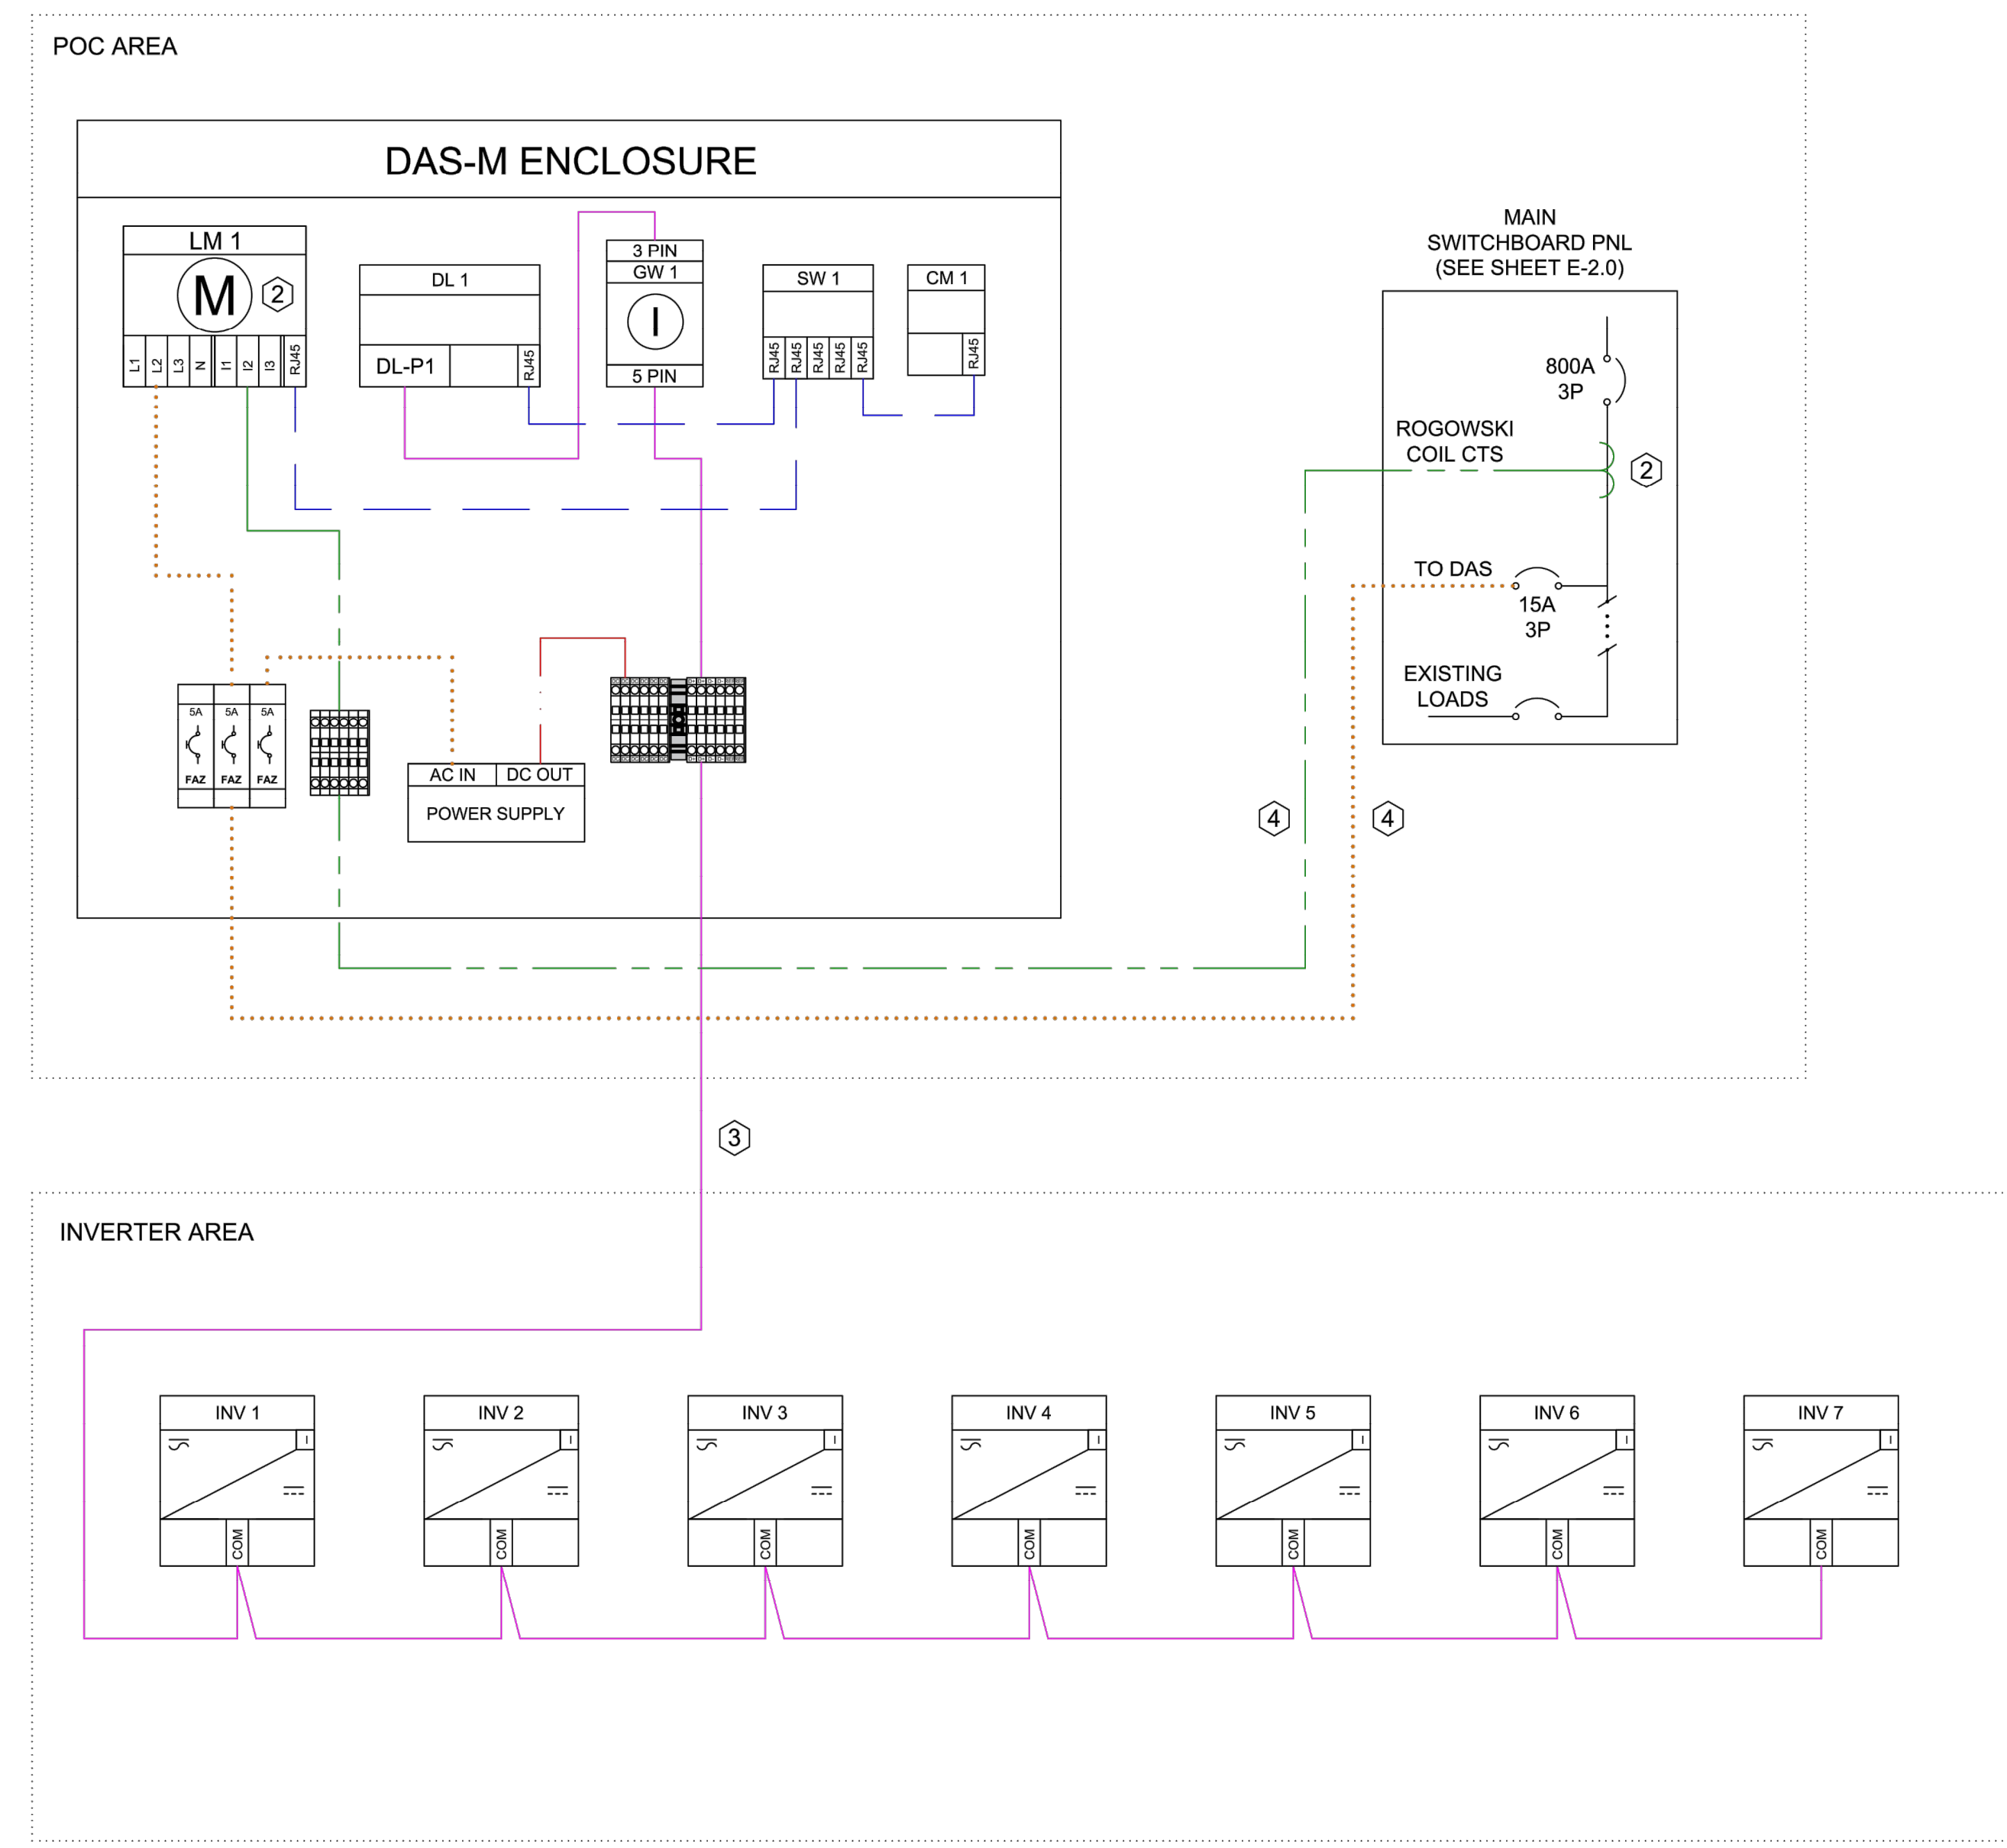 POC AREA
DAS-M ENCLOSURE
LM 1
M
2
L1
L2
L3
N
I1
I2
I3
RJ45
DL 1
DL-P1
RJ45
3 PIN
GW 1
I
5 PIN
SW 1
RJ45
RJ45
RJ45
RJ45
RJ45
CM 1
RJ45
MAIN
SWITCHBOARD PNL
(SEE SHEET E-2.0)
800A
3P
ROGOWSKI
COIL CTS
2
TO DAS
15A
3P
EXISTING
LOADS
5A
5A
5A
FAZ
FAZ
FAZ
AC IN
DC OUT
POWER SUPPLY
4
4
3
INVERTER AREA
INV 1
I
COM
INV 2
I
COM
INV 3
I
COM
INV 4
I
COM
INV 5
I
COM
INV 6
I
COM
INV 7
I
COM